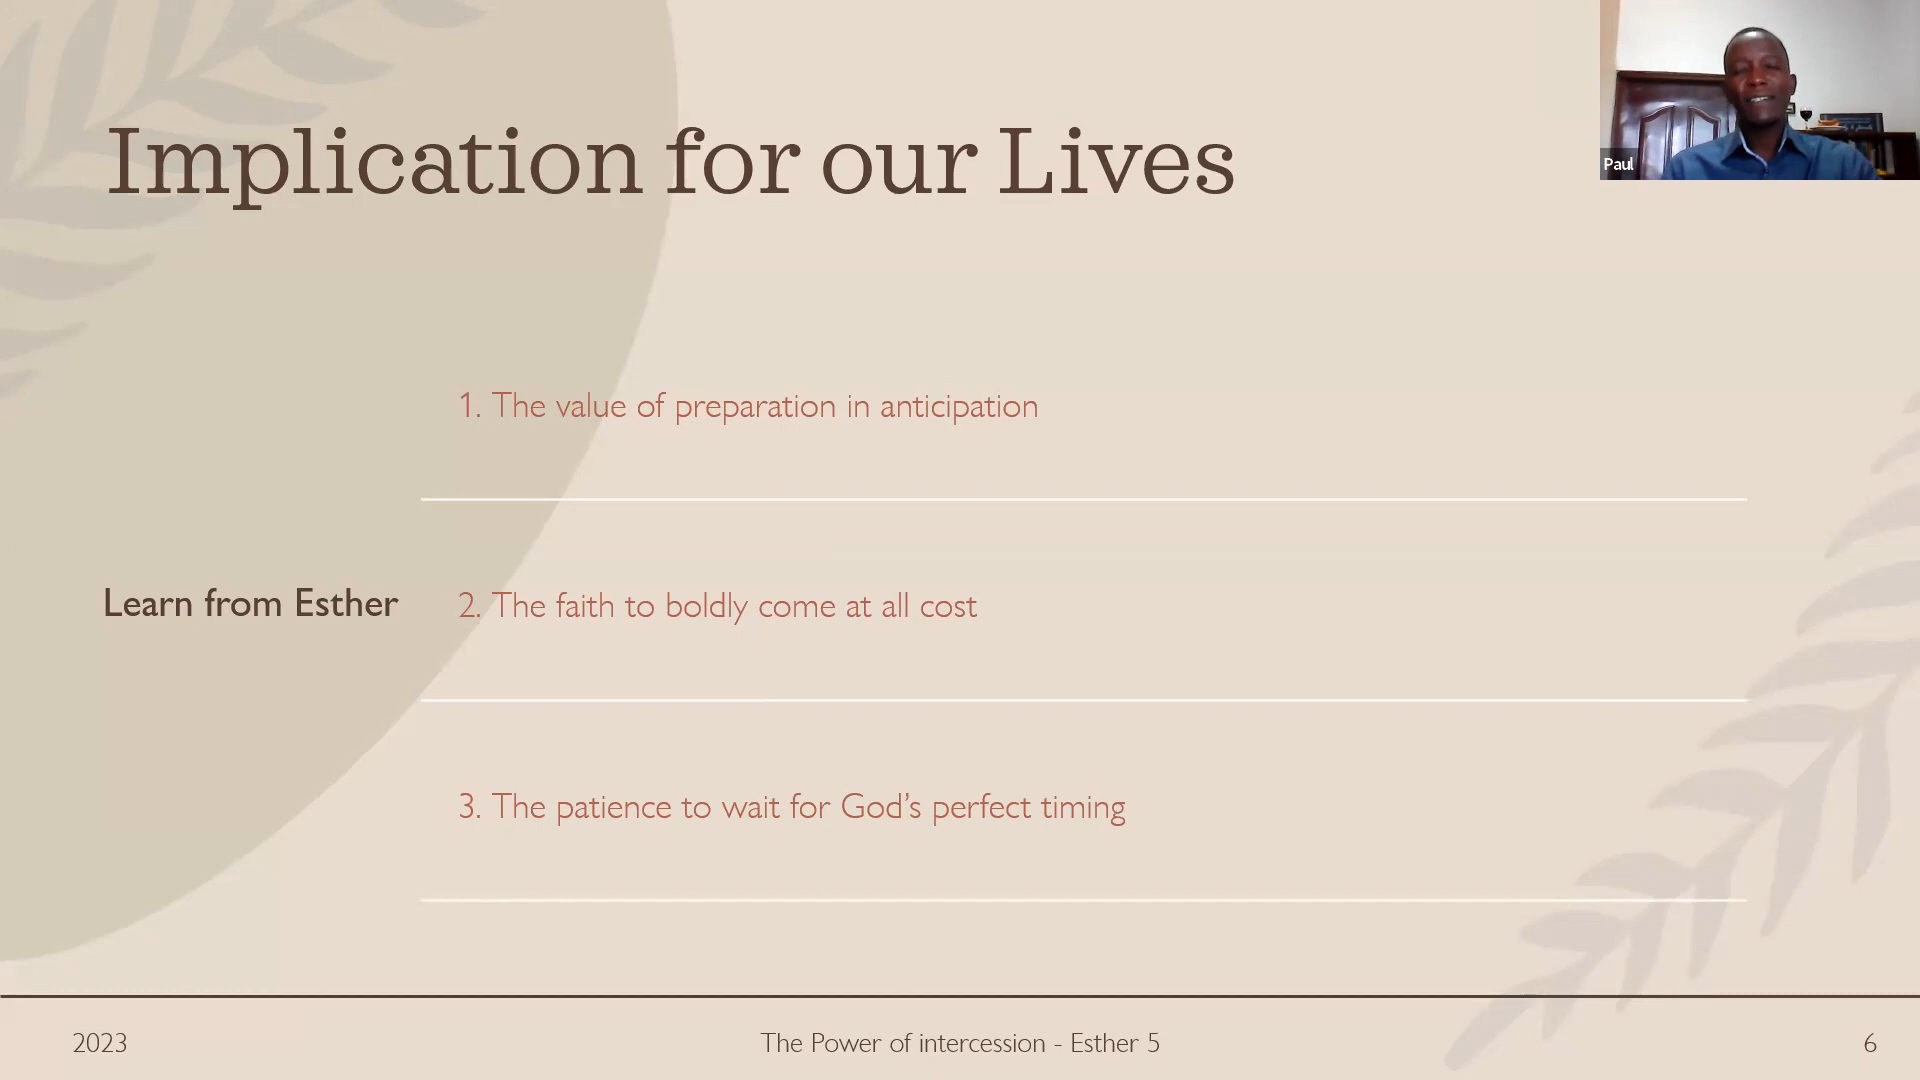 Implication for our Lives
Paul
1. The value of preparation in anticipation
Learn from Esther
2. The faith to boldly come at all cost
3. The patience to wait for God’s perfect timing
2023
The Power of intercession - Esther 5
6